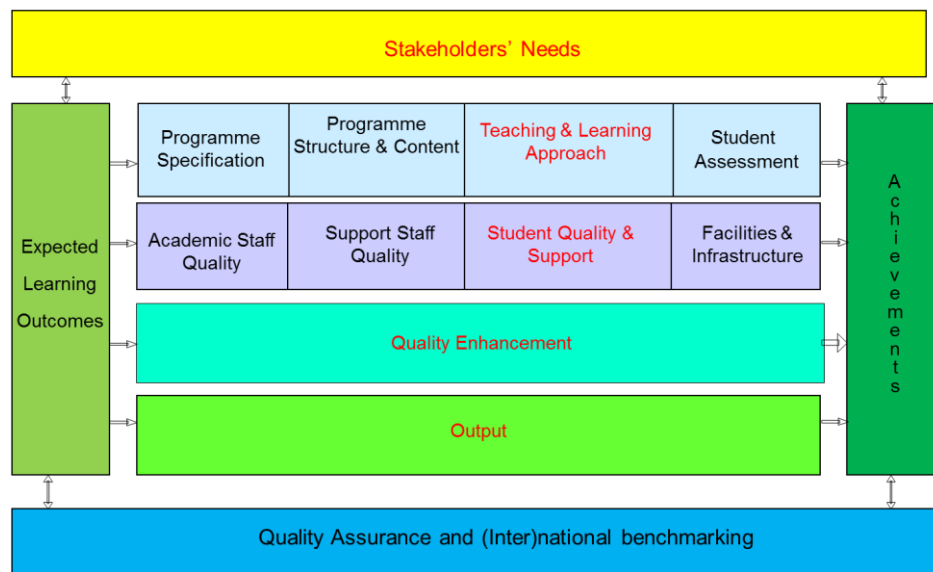 Stakeholders' Needs
Programme
Specification
Programme
Structure & Content
Teaching & Learning
Approach
Student
Assessment
Expected
Learning
Outcomes
Academic Staff
Quality
Support Staff
Quality
Student Quality &
Support
Facilities &
Infrastructure
Achievements
Quality Enhancement
Output
Quality Assurance and (Inter)national benchmarking